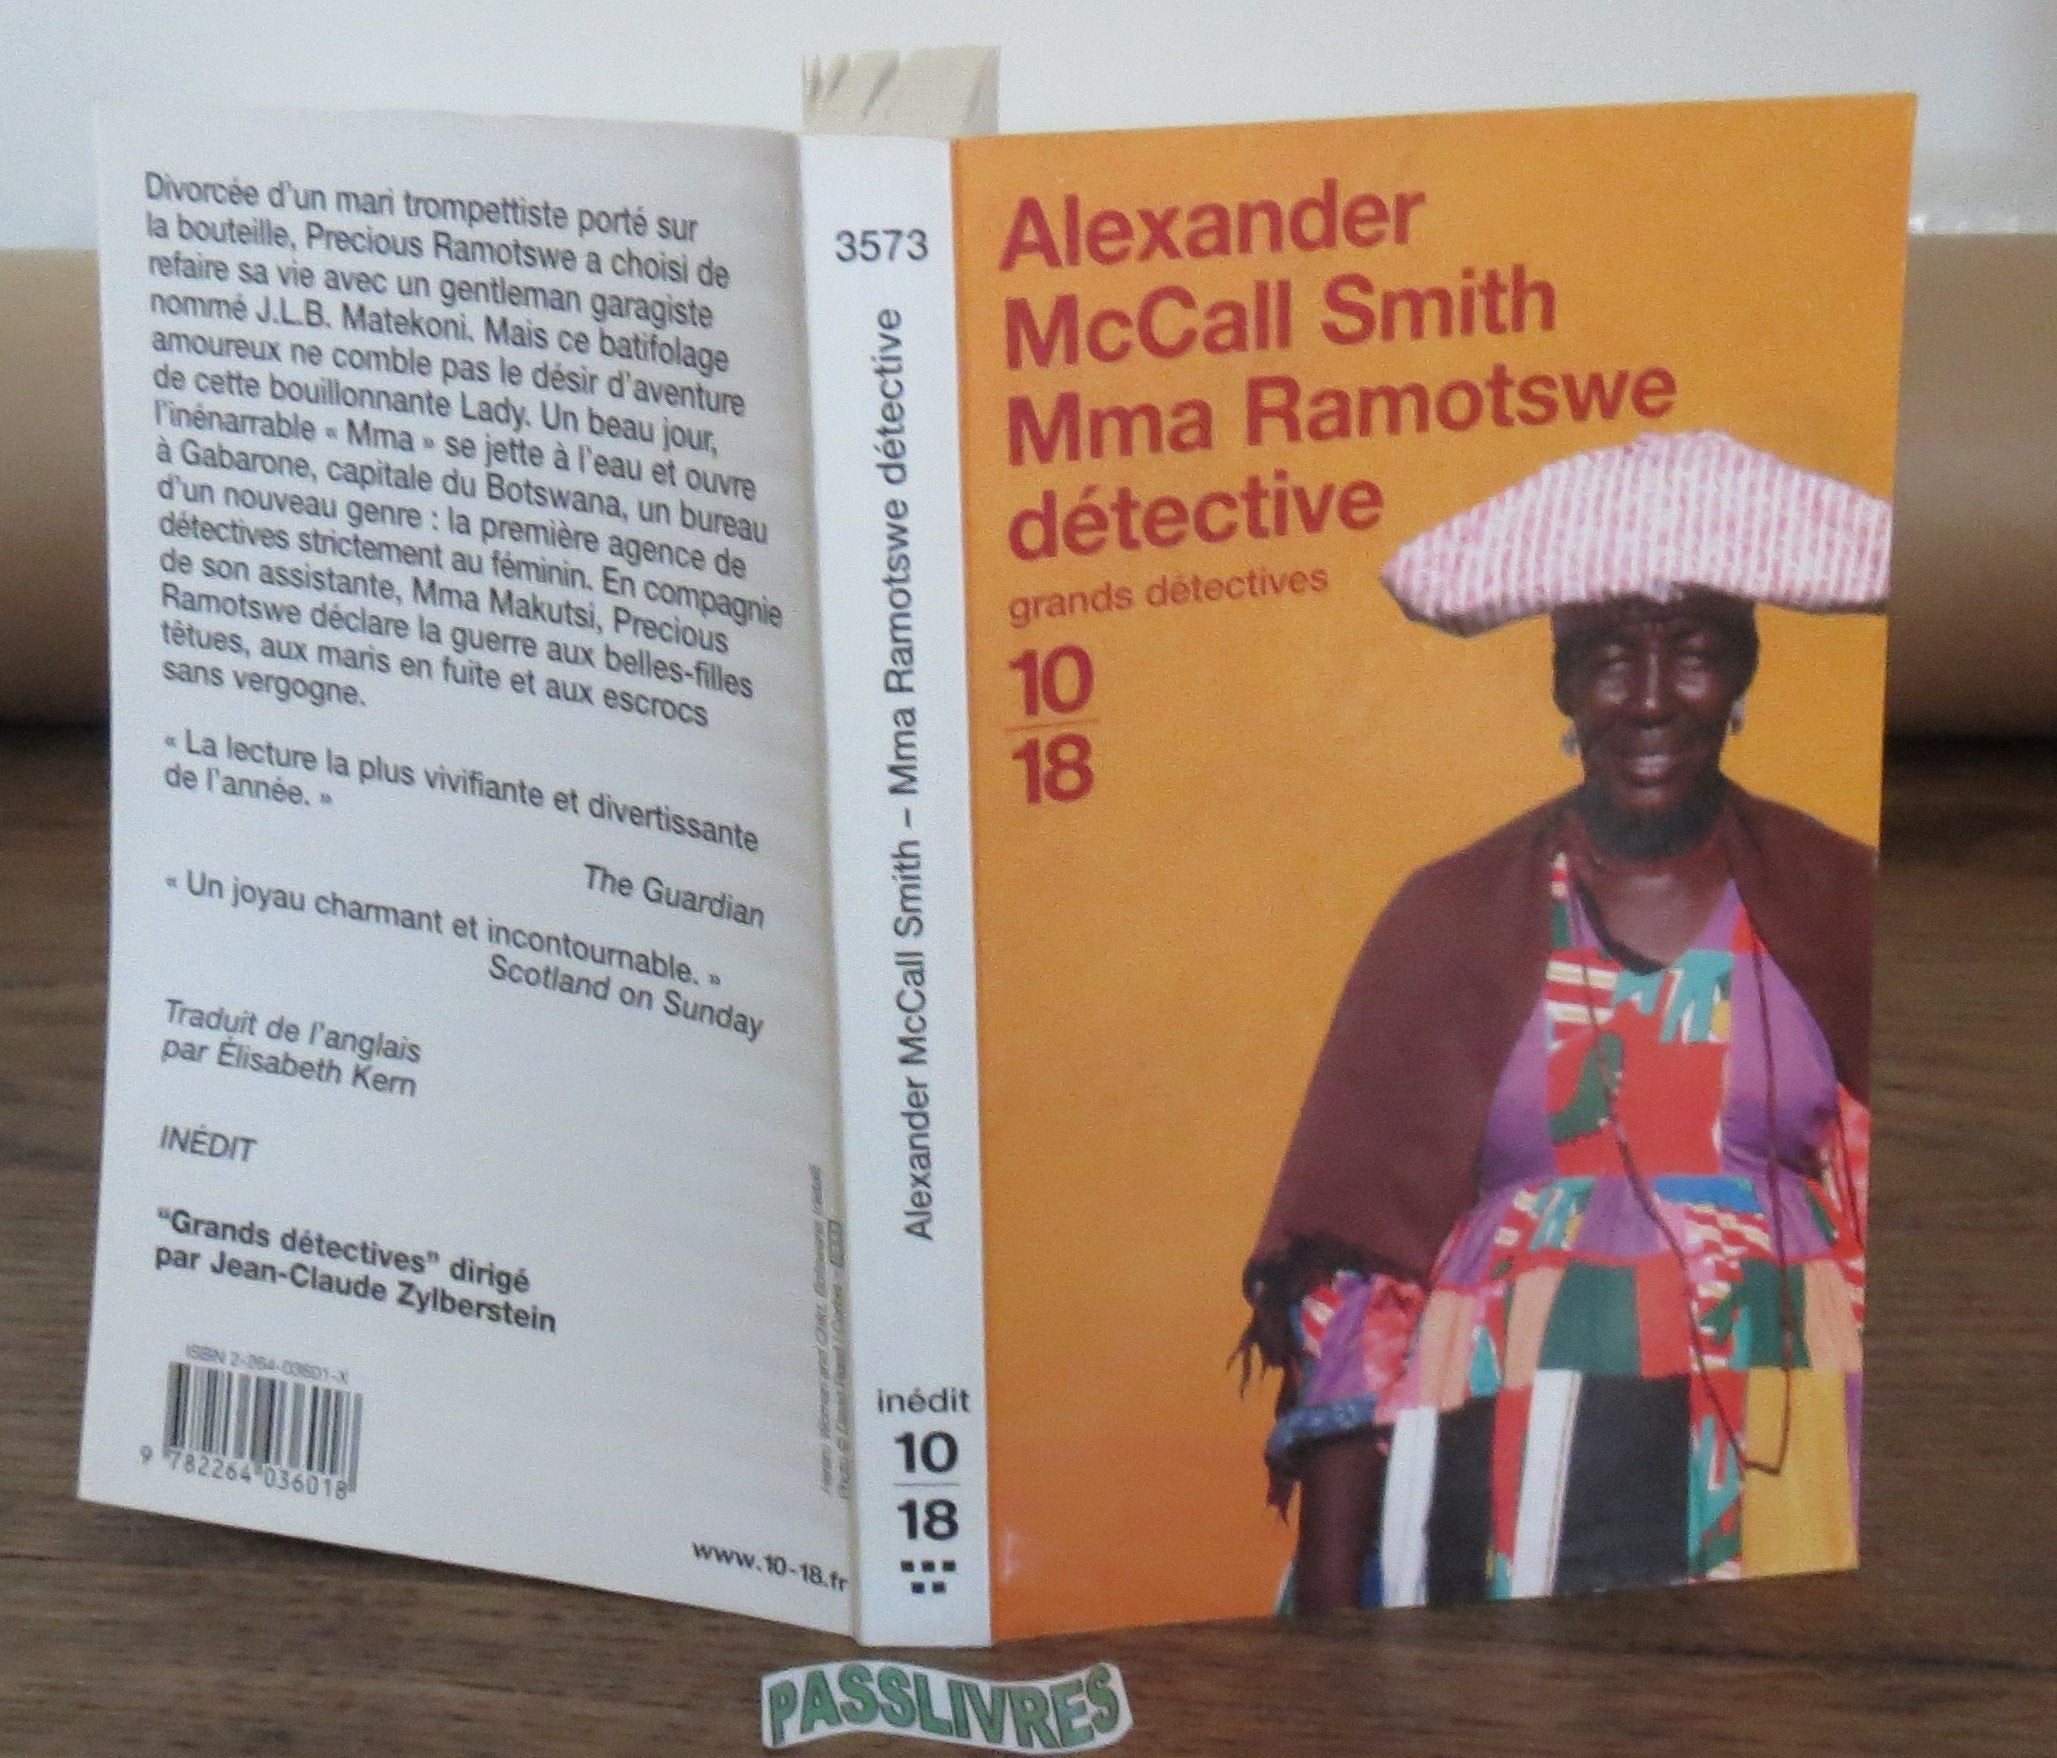 Divorcée d'un mari trompettiste porté sur
la bouteille, Precious Ramotswe a choisi de
refaire sa vie avec un gentleman garagiste
nommé J.L.B. Matekoni. Mais ce batifolage
amoureux ne comble pas le désir d'aventure
de cette bouillonnante Lady. Un beau jour,
l'inénarrable « Mma » se jette à l'eau et ouvre
à Gabarone, capitale du Botswana, un bureau
d'un nouveau genre : la première agence de
détectives strictement au féminin. En compagnie
de son assistante, Mma Makutsi, Precious
Ramotswe déclare la guerre aux belles-filles
têtues, aux maris en fuite et aux escrocs
sans vergogne.
« La lecture la plus vivifiante et divertissante
de l'année. »
The Guardian
« Un joyau charmant et incontournable. »
Scotland on Sunday
Traduit de l'anglais
par Élisabeth Kern
INÉDIT
"Grands détectives" dirigé
par Jean-Claude Zylberstein
ISBN 2-264-03601-X
9 782264 036018
www.10-18.fr
3573
Alexander McCall Smith – Mma Ramotswe détective
inédit
10
18
Alexander
McCall Smith
Mma Ramotswe
détective
grands détectives
10
18
PASSLIVRES